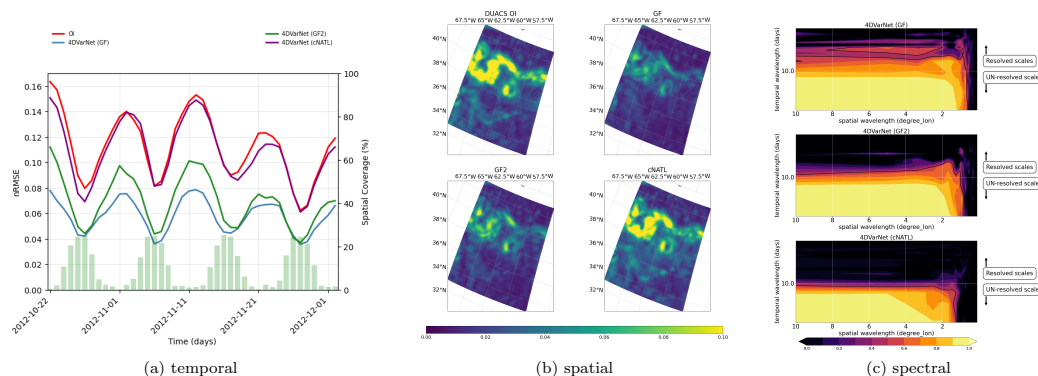 OI
4DVarNet (GF)
4DVarNet (GF2)
4DVarNet (cNATL)
nRMSE
0.16
0.14
0.12
0.10
0.08
0.06
0.04
0.02
0.00
100
80
60
40
20
0
Spatial Coverage (%)
2012-10-22
2012-11-01
2012-11-11
2012-11-21
2012-12-01
Time (days)
(a) temporal
DUACS OI
67.5°W 65°W 62.5°W 60°W 57.5°W
40°N
38°N
36°N
34°N
32°N
GF
67.5°W 65°W 62.5°W 60°W 57.5°W
40°N
38°N
36°N
34°N
32°N
GF2
67.5°W 65°W 62.5°W 60°W 57.5°W
40°N
38°N
36°N
34°N
32°N
cNATL
67.5°W 65°W 62.5°W 60°W 57.5°W
40°N
38°N
36°N
34°N
32°N
0.00 0.02 0.04 0.06 0.08 0.10
(b) spatial
4DVarNet (GF)
temporal wavelength (days)
10.0
10 8 6 4 2
spatial wavelength (degree_lon)
Resolved scales
UN-resolved scales
4DVarNet (GF2)
temporal wavelength (days)
10.0
10 8 6 4 2
spatial wavelength (degree_lon)
Resolved scales
UN-resolved scales
4DVarNet (cNATL)
temporal wavelength (days)
10.0
10 8 6 4 2
spatial wavelength (degree_lon)
Resolved scales
UN-resolved scales
0.0 0.2 0.4 0.6 0.8 1.0
(c) spectral